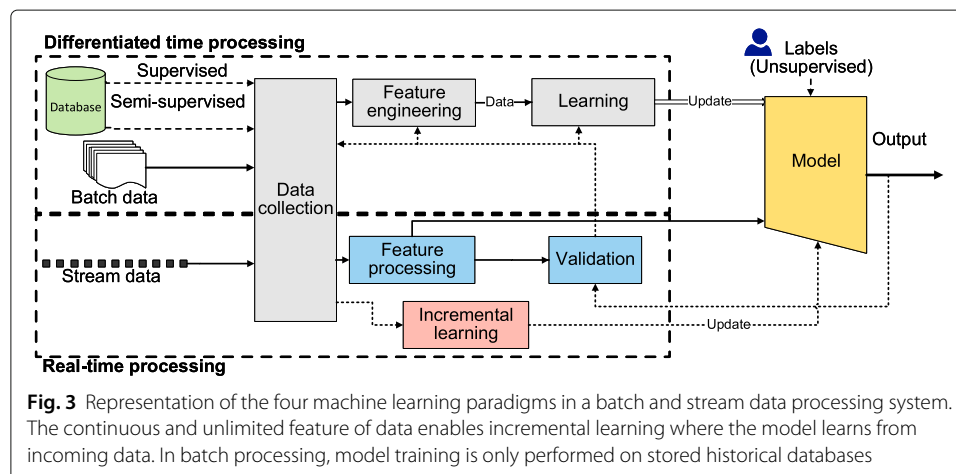 Differentiated time processing
Labels
(Unsupervised)
Supervised
Semi-supervised
Database
Batch data
Data
collection
Feature
engineering
Data
Learning
Update
Model
Output
Stream data
Feature
processing
Validation
Incremental
learning
Update
Real-time processing
Fig. 3 Representation of the four machine learning paradigms in a batch and stream data processing system.
The continuous and unlimited feature of data enables incremental learning where the model learns from
incoming data. In batch processing, model training is only performed on stored historical databases